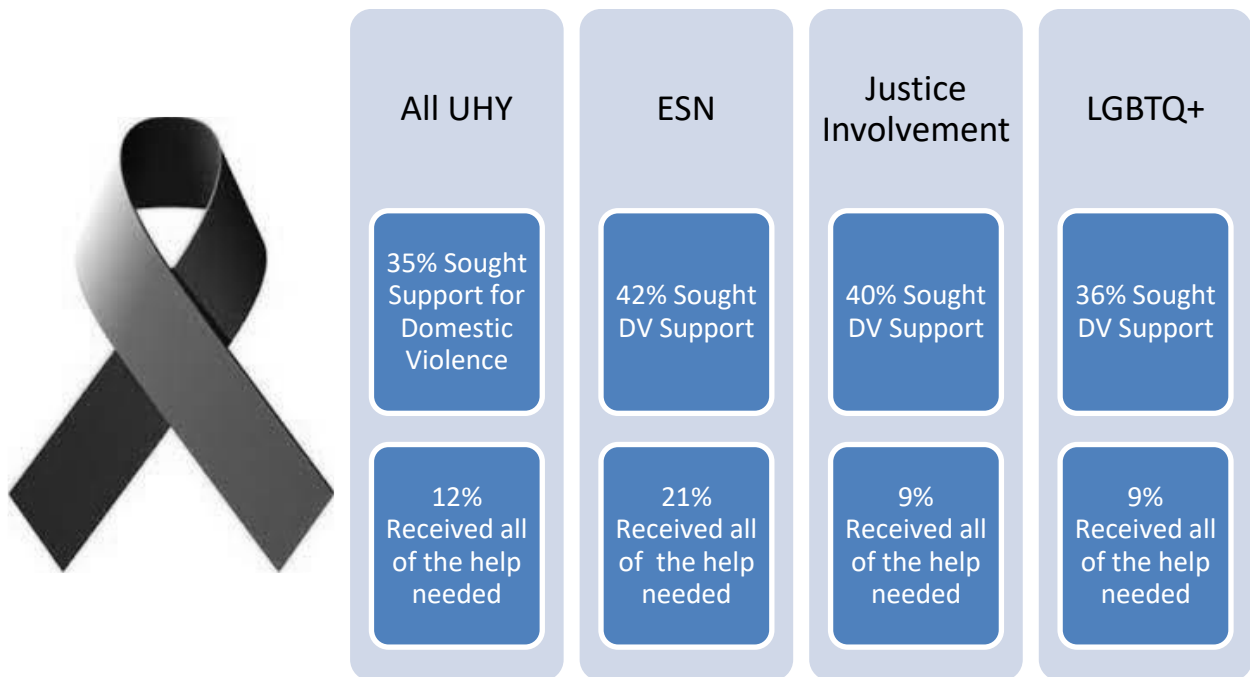 All UHY
35% Sought
Support for
Domestic
Violence
12%
Received all
of the help
needed
ESN
42% Sought
DV Support
21%
Received all
of the help
needed
Justice
Involvement
40% Sought
DV Support
9%
Received all
of the help
needed
LGBTQ+
36% Sought
DV Support
9%
Received all
of the help
needed